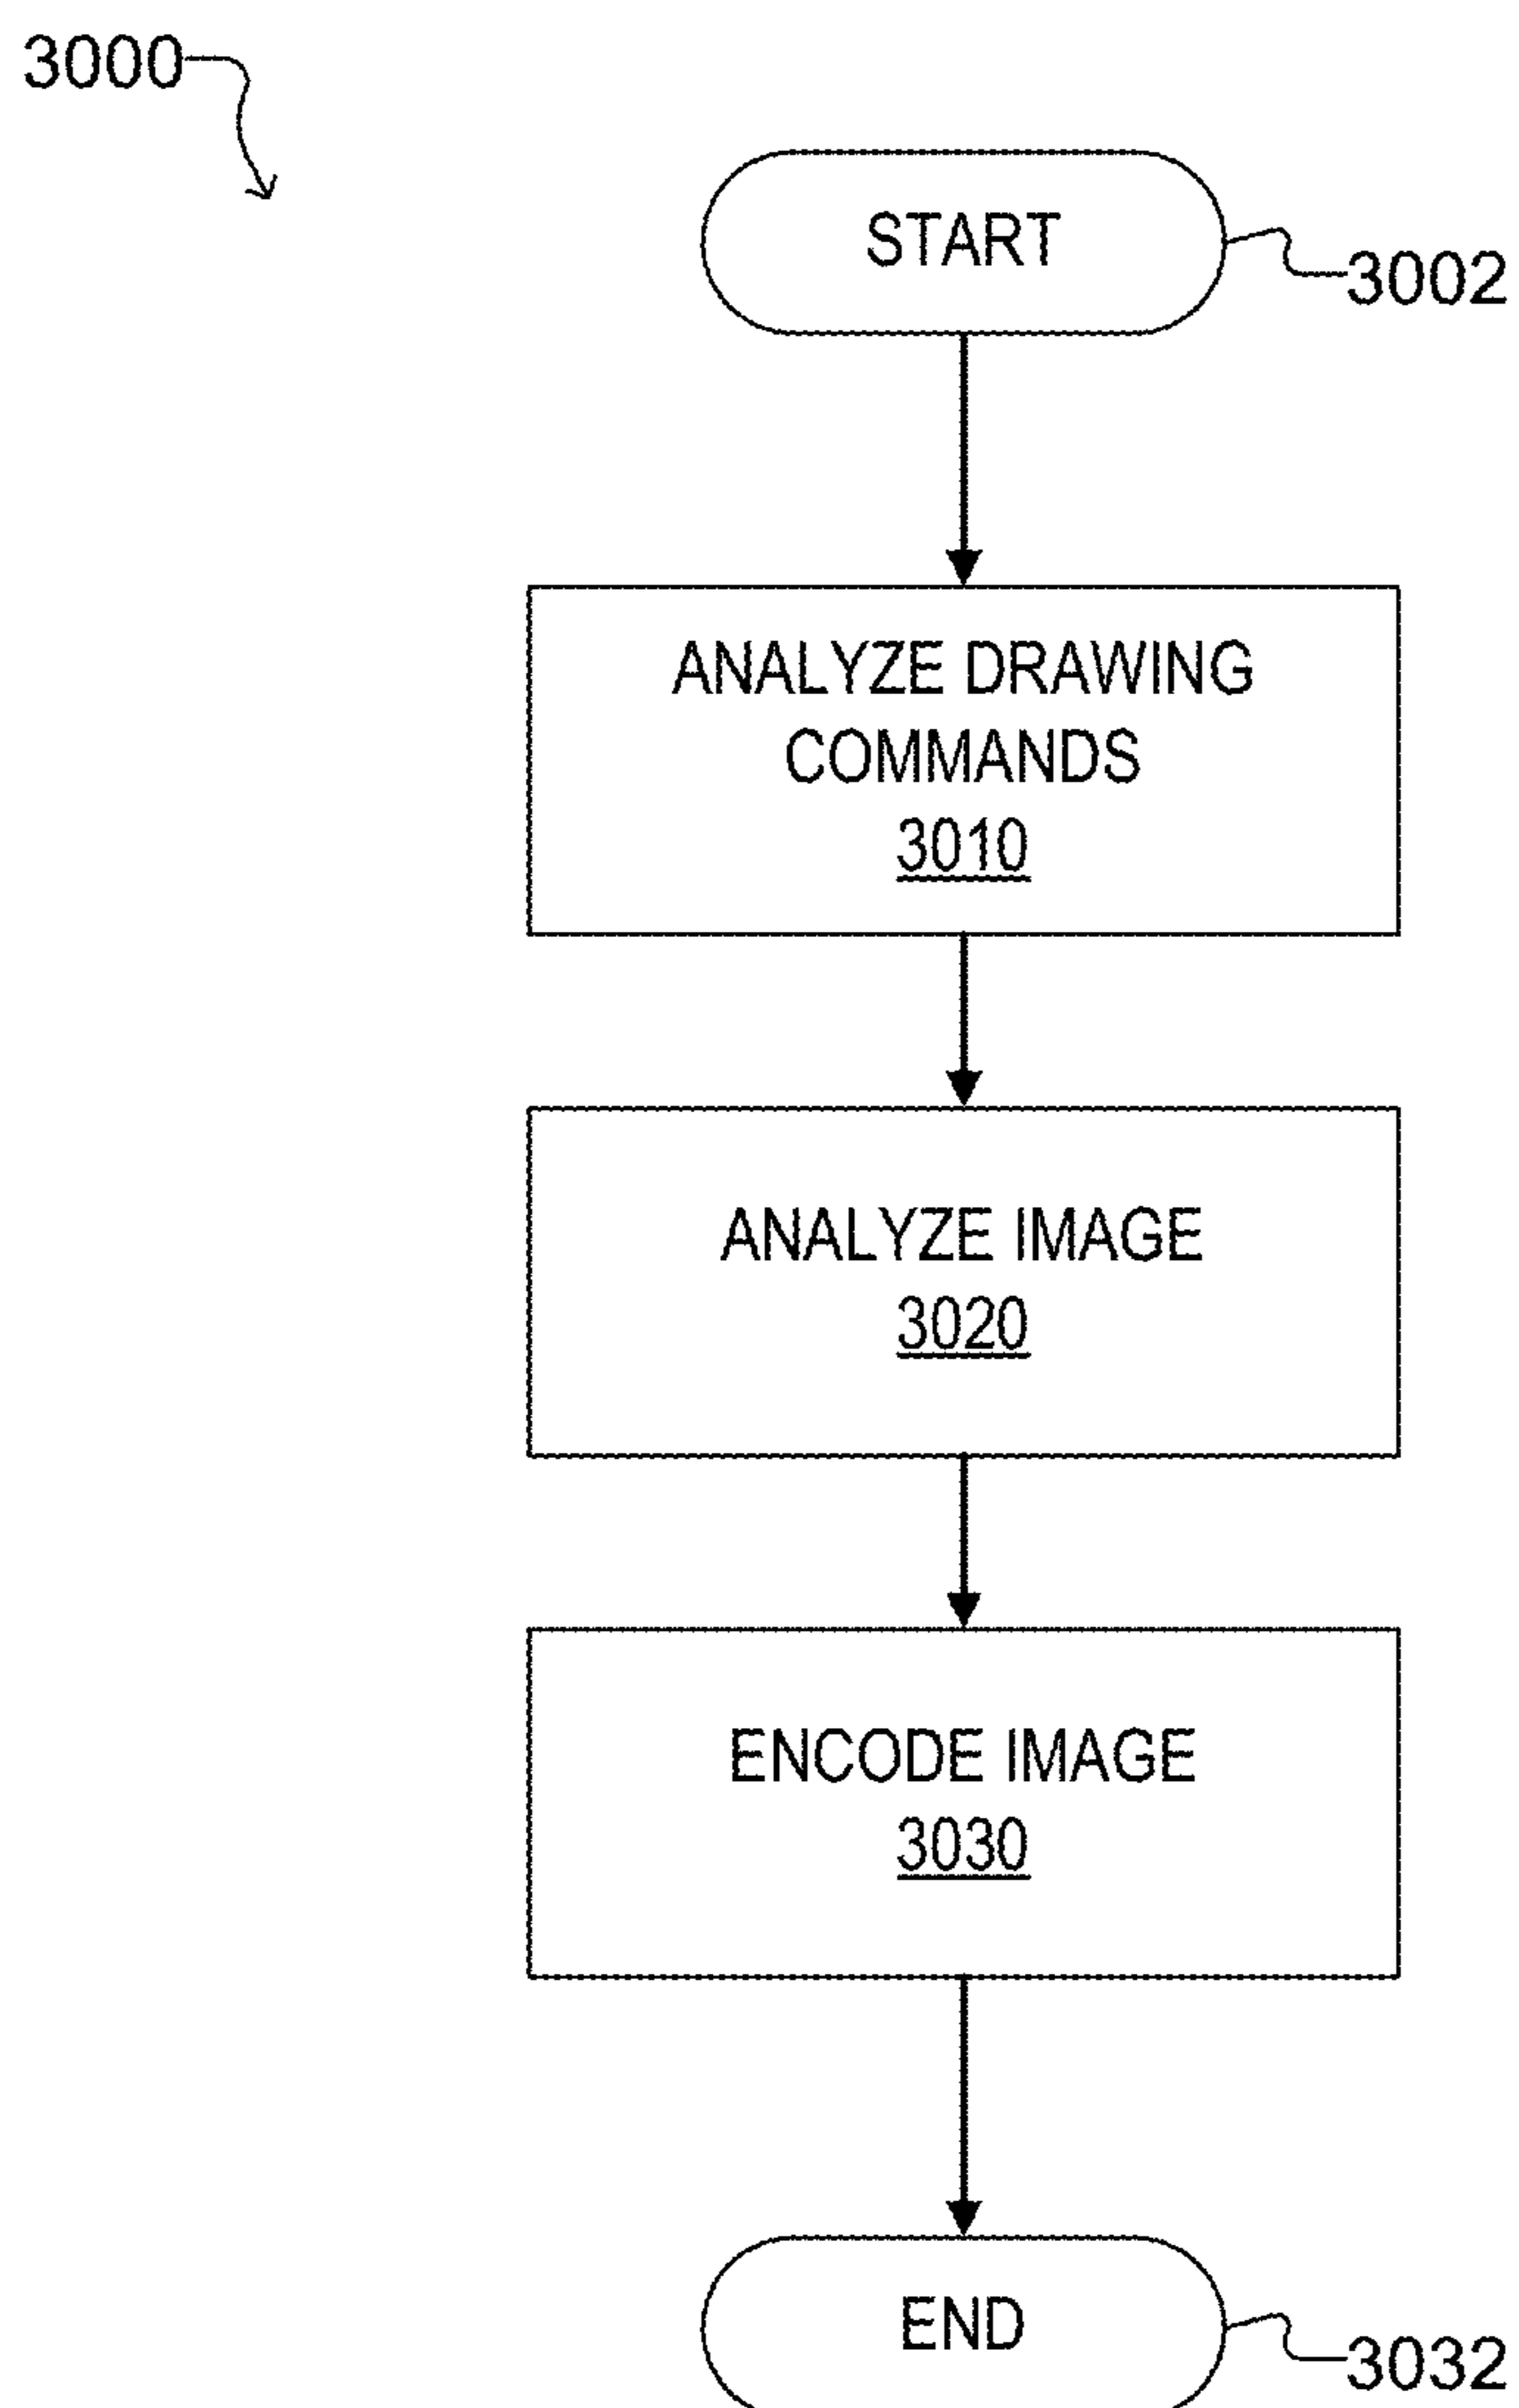 3000
START
3002
ANALYZE DRAWING
COMMANDS
3010
ANALYZE IMAGE
3020
ENCODE IMAGE
3030
END
3032